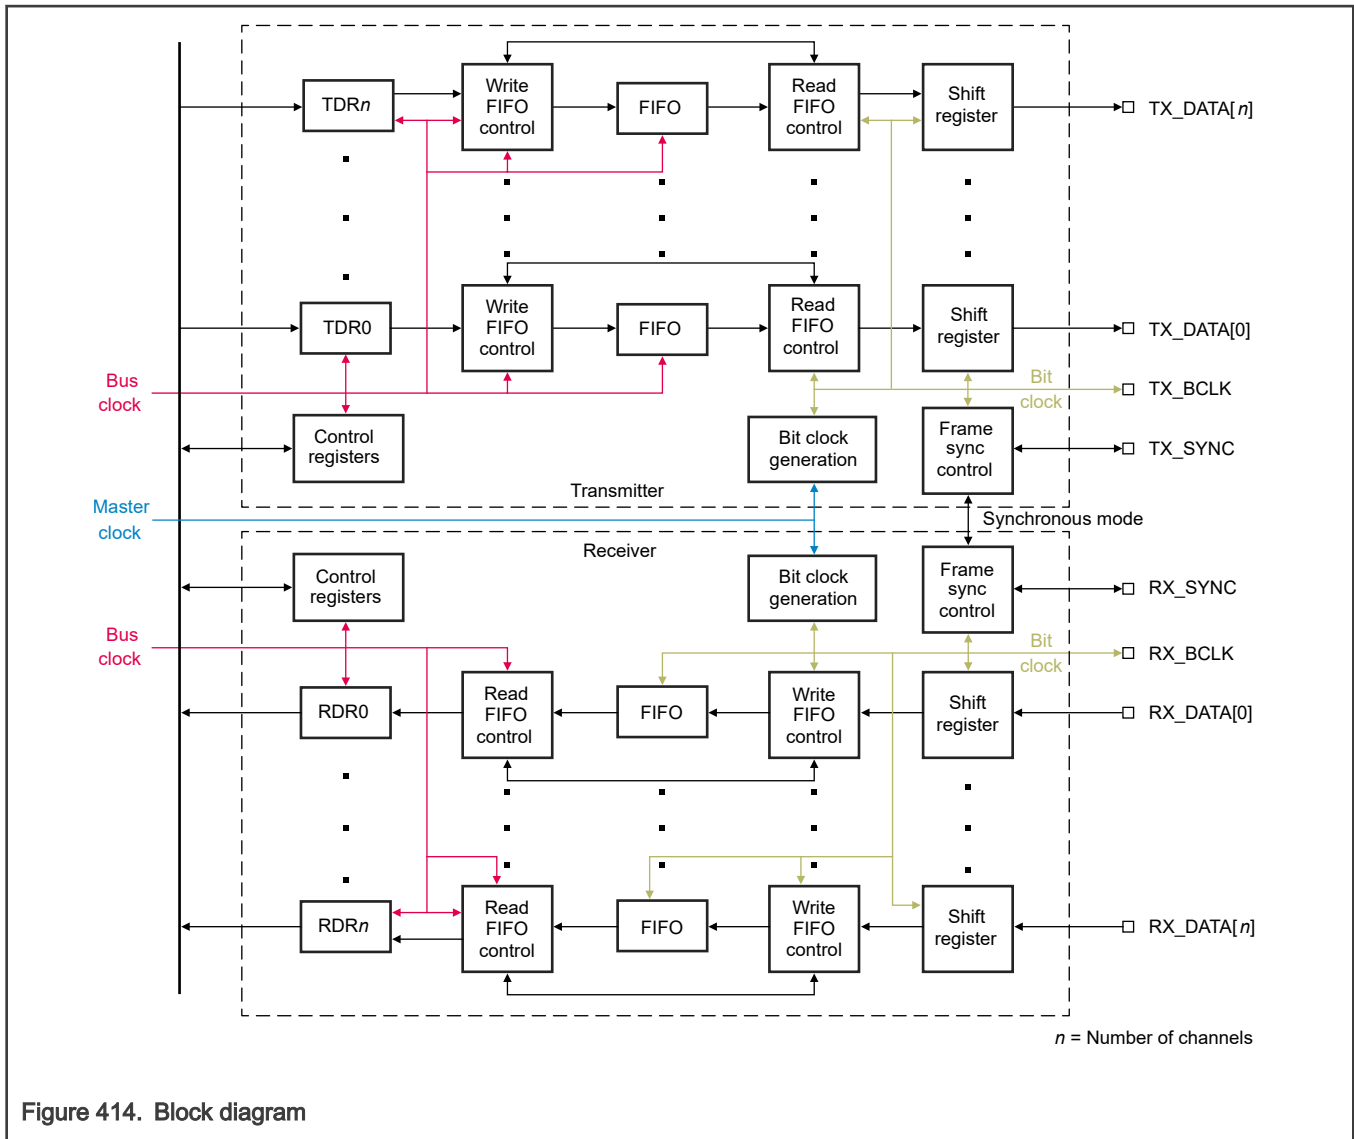 TDRn
Write
FIFO
control
FIFO
Read
FIFO
control
Shift
register
TX_DATA[n]
TDR0
Write
FIFO
control
FIFO
Read
FIFO
control
Shift
register
TX_DATA[0]
Bus
clock
Bit
clock
TX_BCLK
Control
registers
Bit clock
generation
Frame
sync
control
TX_SYNC
Transmitter
Master
clock
Synchronous mode
Receiver
Control
registers
Bit clock
generation
Frame
sync
control
RX_SYNC
Bus
clock
Bit
clock
RX_BCLK
RDR0
Read
FIFO
control
FIFO
Write
FIFO
control
Shift
register
RX_DATA[0]
RDRn
Read
FIFO
control
FIFO
Write
FIFO
control
Shift
register
RX_DATA[n]
n = Number of channels
Figure 414. Block diagram